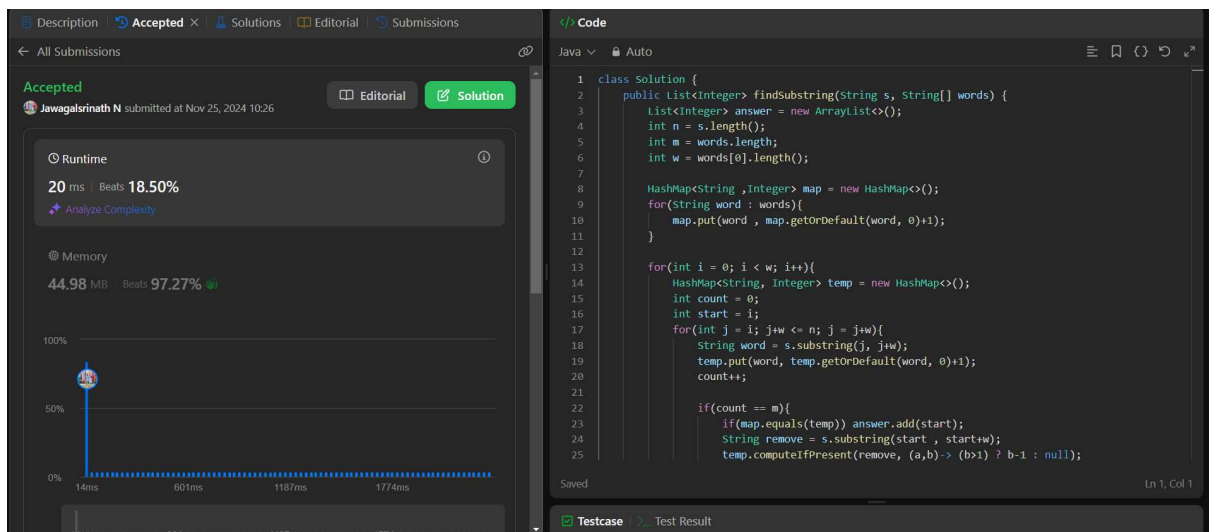 Description | Accepted × | Solutions | Editorial | Submissions
← All Submissions
Accepted
Jawagalsrinath N submitted at Nov 25, 2024 10:26
Editorial
Solution
Runtime
20 ms | Beats 18.50%
Analyze Complexity
Memory
44.98 MB | Beats 97.27%
100%
50%
0%
14ms 601ms 1187ms 1774ms
</> Code
Java Auto
1 class Solution {
2     public List<Integer> findSubstring(String s, String[] words) {
3         List<Integer> answer = new ArrayList<>();
4         int n = s.length();
5         int m = words.length;
6         int w = words[0].length();
7
8         HashMap<String ,Integer> map = new HashMap<>();
9         for(String word : words){
10             map.put(word , map.getOrDefault(word, 0)+1);
11         }
12
13         for(int i = 0; i < w; i++){
14             HashMap<String, Integer> temp = new HashMap<>();
15             int count = 0;
16             int start = i;
17             for(int j = i; j+w <= n; j = j+w){
18                 String word = s.substring(j, j+w);
19                 temp.put(word, temp.getOrDefault(word, 0)+1);
20                 count++;
21
22                 if(count == m){
23                     if(map.equals(temp)) answer.add(start);
24                     String remove = s.substring(start , start+w);
25                     temp.computeIfPresent(remove, (a,b)-> (b>1) ? b-1 : null);
Saved
Ln 1, Col 1
Testcase | >_ Test Result